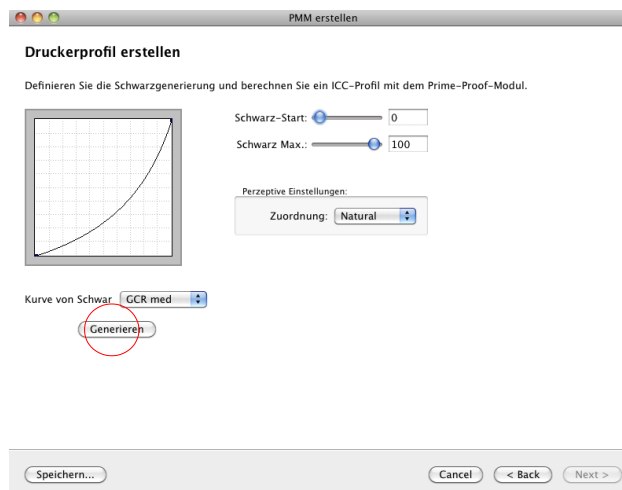 PMM erstellen
Druckerprofil erstellen
Definieren Sie die Schwarzgenerierung und berechnen Sie ein ICC-Profil mit dem Prime-Proof-Modul.
Schwarz-Start: 0
Schwarz Max.: 100
Perzeptive Einstellungen:
Zuordnung: Natural
Kurve von Schwar GCR med
Generieren
Speichern... Cancel < Back Next >